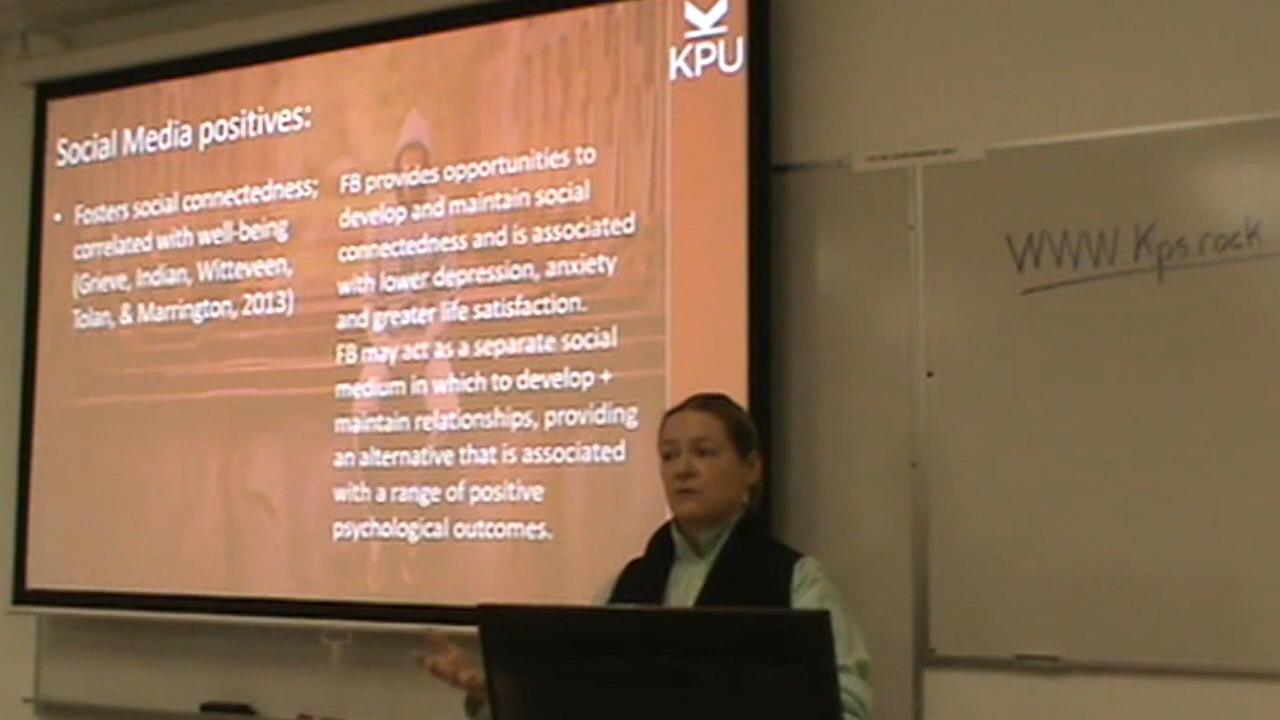 KPU
Social Media positives:
• Fosters social connectedness;
correlated with well-being
(Grieve, Indian, Witteveen,
Tolan, & Marrington, 2013)
FB provides opportunities to
develop and maintain social
connectedness and is associated
with lower depression, anxiety
and greater life satisfaction.
FB may act as a separate social
medium in which to develop +
maintain relationships, providing
an alternative that is associated
with a range of positive
psychological outcomes.
WWW Kps.rock